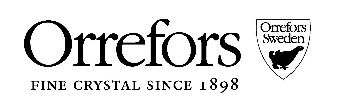 Orrefors
FINE CRYSTAL SINCE 1898
Orrefors
Sweden